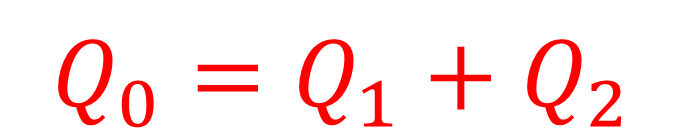 Q₀ = Q₁ + Q₂